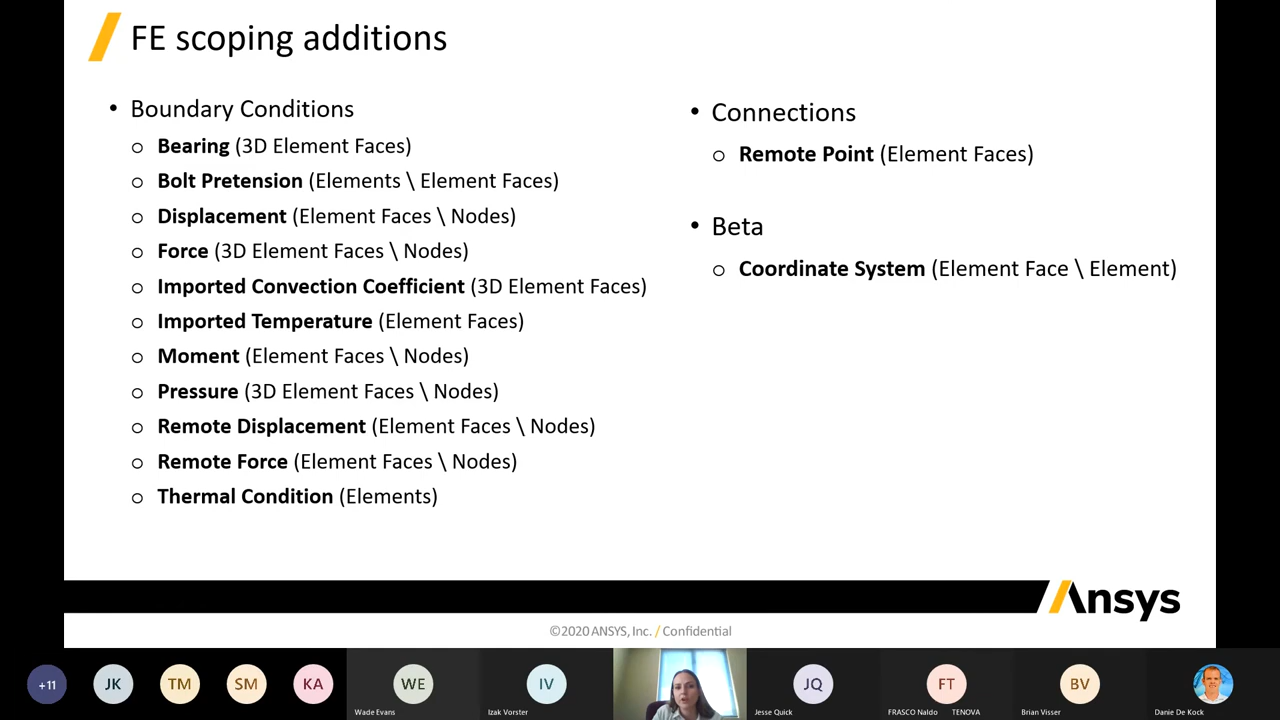 FE scoping additions
• Boundary Conditions
o Bearing (3D Element Faces)
o Bolt Pretension (Elements \ Element Faces)
o Displacement (Element Faces \ Nodes)
o Force (3D Element Faces \ Nodes)
o Imported Convection Coefficient (3D Element Faces)
o Imported Temperature (Element Faces)
o Moment (Element Faces \ Nodes)
o Pressure (3D Element Faces \ Nodes)
o Remote Displacement (Element Faces \ Nodes)
o Remote Force (Element Faces \ Nodes)
o Thermal Condition (Elements)
• Connections
o Remote Point (Element Faces)
• Beta
o Coordinate System (Element Face \ Element)
Ansys
©2020 ANSYS, Inc. / Confidential
+11
JK
TM
SM
KA
WE
Wade Evans
IV
Izak Vorster
JQ
Jesse Quick
FT
FRASCO Naldo TENOVA
BV
Brian Visser
Danie De Kock